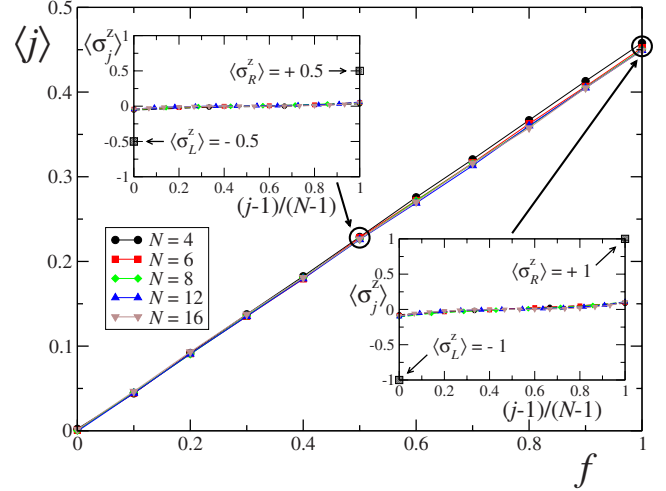 ⟨j⟩
0.5
0.4
0.3
0.2
0.1
0
0 0.2 0.4 0.6 0.8 1
f
⟨σ_j^z⟩
1
0.5
0
-0.5
-1
⟨σ_R^z⟩ = + 0.5
⟨σ_L^z⟩ = - 0.5
0 0.2 0.4 0.6 0.8 1
(j-1)/(N-1)
N = 4
N = 6
N = 8
N = 12
N = 16
⟨σ_j^z⟩
1
0.5
0
-0.5
-1
⟨σ_R^z⟩ = + 1
⟨σ_L^z⟩ = - 1
0 0.2 0.4 0.6 0.8 1
(j-1)/(N-1)